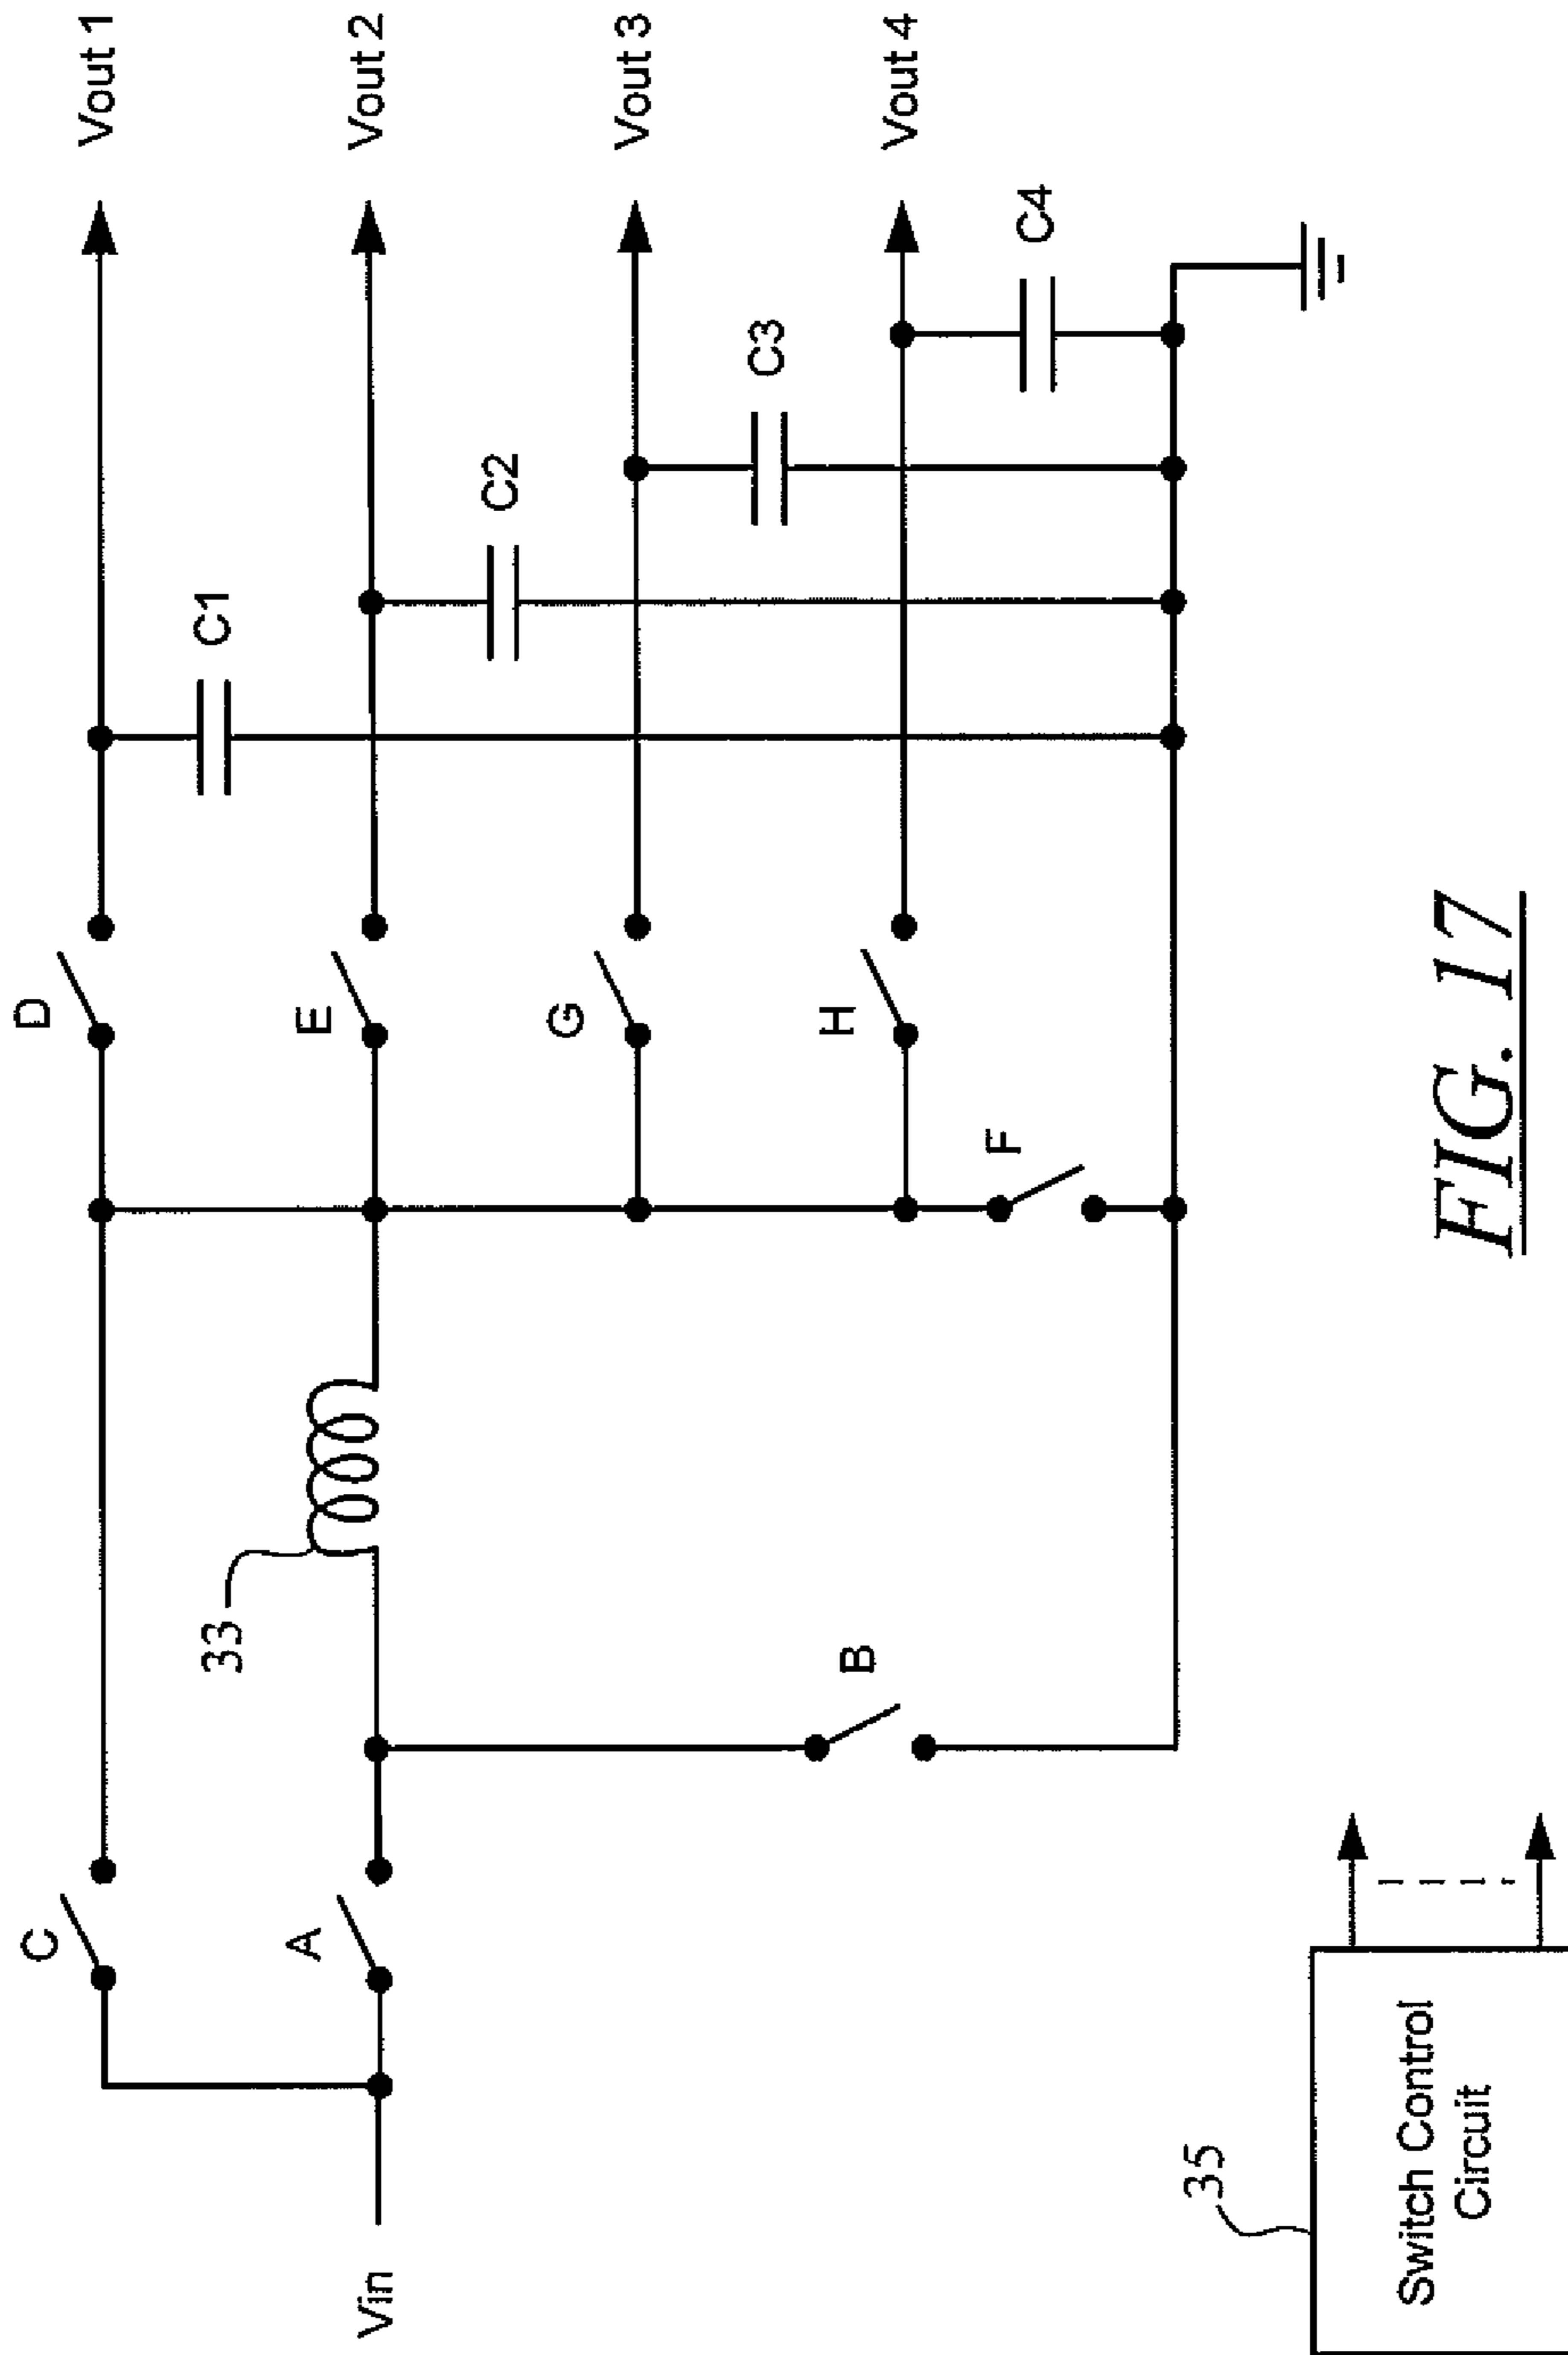 Vout 1
Vout 2
Vout 3
Vout 4
D
E
G
H
F
C1
C2
C3
C4
C
A
B
33
Vin
35
Switch Control
Circuit
FIG. 17